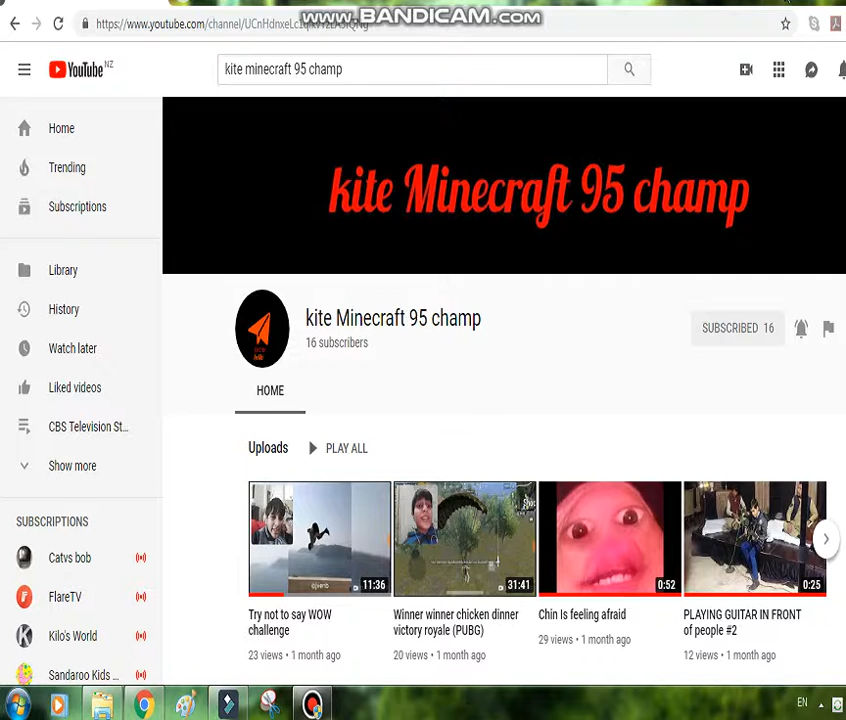 www.BANDICAM.com
https://www.youtube.com/channel/UCnHdnxeLc
YouTube NZ
kite minecraft 95 champ
Home
Trending
Subscriptions
Library
History
Watch later
Liked videos
CBS Television St...
Show more
SUBSCRIPTIONS
Catvs bob
FlareTV
Kilo's World
Sandaroo Kids ...
kite Minecraft 95 champ
kite Minecraft 95 champ
16 subscribers
SUBSCRIBED 16
HOME
Uploads
PLAY ALL
11:36
31:41
0:52
0:25
Try not to say WOW
challenge
23 views • 1 month ago
Winner winner chicken dinner
victory royale (PUBG)
20 views • 1 month ago
Chin Is feeling afraid
29 views • 1 month ago
PLAYING GUITAR IN FRONT
of people #2
12 views • 1 month ago
EN